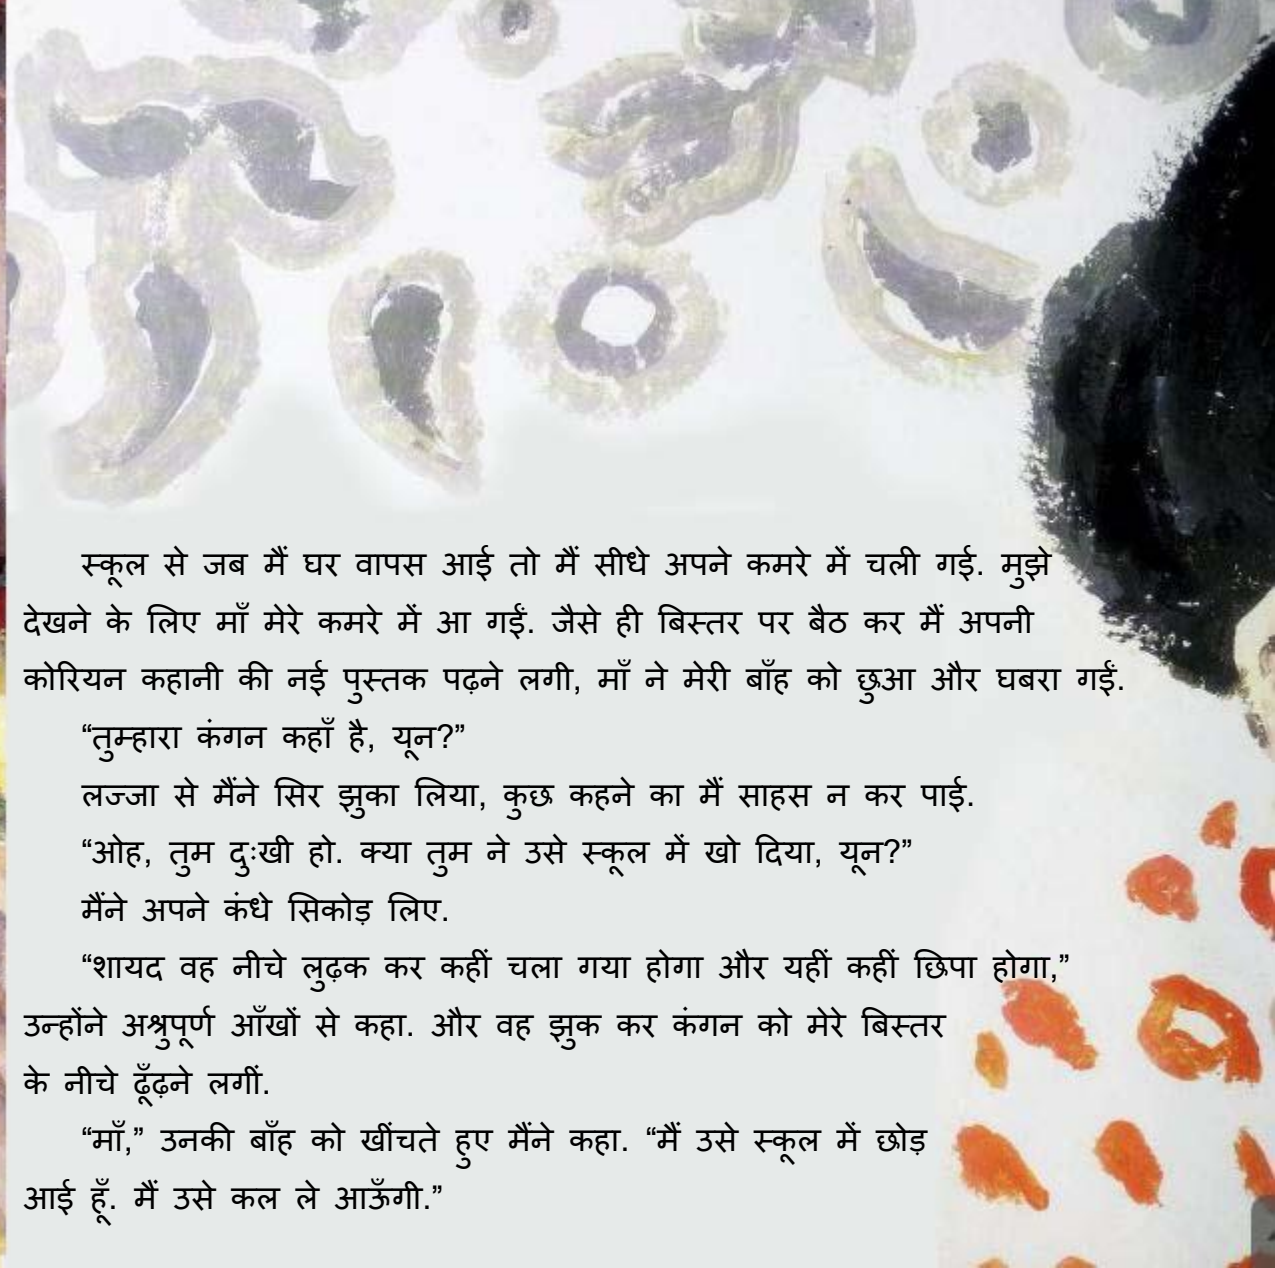 स्कूल से जब मैं घर वापस आई तो मैं सीधे अपने कमरे में चली गई. मुझे
देखने के लिए माँ मेरे कमरे में आ गईं. जैसे ही बिस्तर पर बैठ कर मैं अपनी
कोरियन कहानी की नई पुस्तक पढ़ने लगी, माँ ने मेरी बाँह को छुआ और घबरा गईं.
“तुम्हारा कंगन कहाँ है, यून?”
लज्जा से मैंने सिर झुका लिया, कुछ कहने का मैं साहस न कर पाई.
“ओह, तुम दुःखी हो. क्या तुम ने उसे स्कूल में खो दिया, यून?”
मैंने अपने कंधे सिकोड़ लिए.
“शायद वह नीचे लुढ़क कर कहीं चला गया होगा और यहीं कहीं छिपा होगा,”
उन्होंने अश्रुपूर्ण आँखों से कहा. और वह झुक कर कंगन को मेरे बिस्तर
के नीचे ढूँढ़ने लगीं.
“माँ,” उनकी बाँह को खींचते हुए मैंने कहा. “मैं उसे स्कूल में छोड़
आई हूँ. मैं उसे कल ले आऊँगी.”